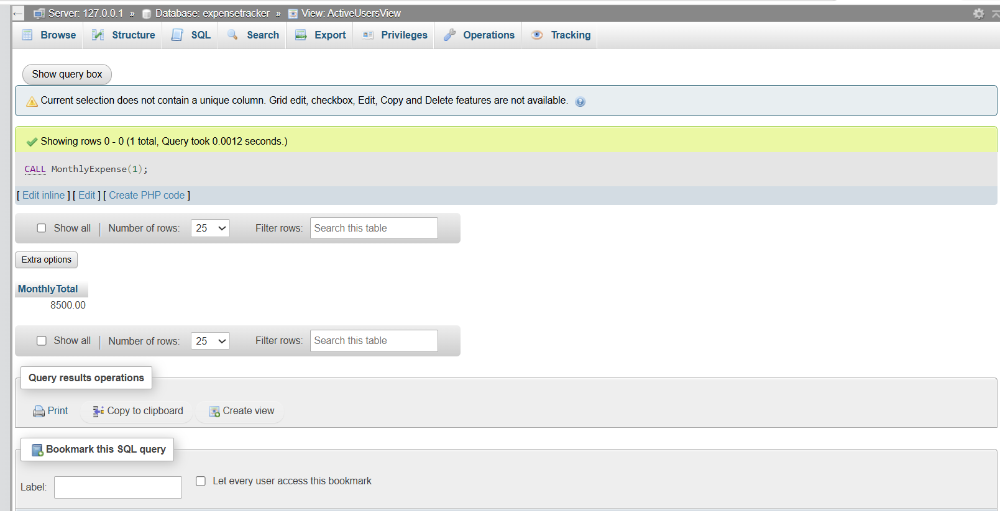 Server: 127.0.0.1 » Database: expensetracker » View: ActiveUsersView
Browse Structure SQL Search Export Privileges Operations Tracking
Show query box
Current selection does not contain a unique column. Grid edit, checkbox, Edit, Copy and Delete features are not available.
Showing rows 0 - 0 (1 total, Query took 0.0012 seconds.)
CALL MonthlyExpense(1);
[ Edit inline ] [ Edit ] [ Create PHP code ]
Show all | Number of rows: 25 Filter rows: Search this table
Extra options
MonthlyTotal
8500.00
Show all | Number of rows: 25 Filter rows: Search this table
Query results operations
Print Copy to clipboard Create view
Bookmark this SQL query
Label: Let every user access this bookmark